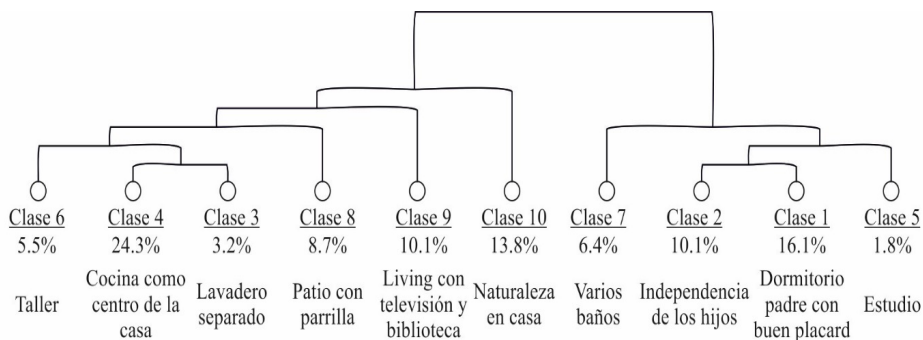 Clase 6 Clase 4 Clase 3 Clase 8 Clase 9 Clase 10 Clase 7 Clase 2 Clase 1 Clase 5
5.5% 24.3% 3.2% 8.7% 10.1% 13.8% 6.4% 10.1% 16.1% 1.8%
Taller
Cocina como
centro de la
casa
Lavadero
separado
Patio con
parrilla
Living con
televisión y
biblioteca
Naturaleza
en casa
Varios
baños
Independencia
de los hijos
Dormitorio
padre con
buen placard
Estudio